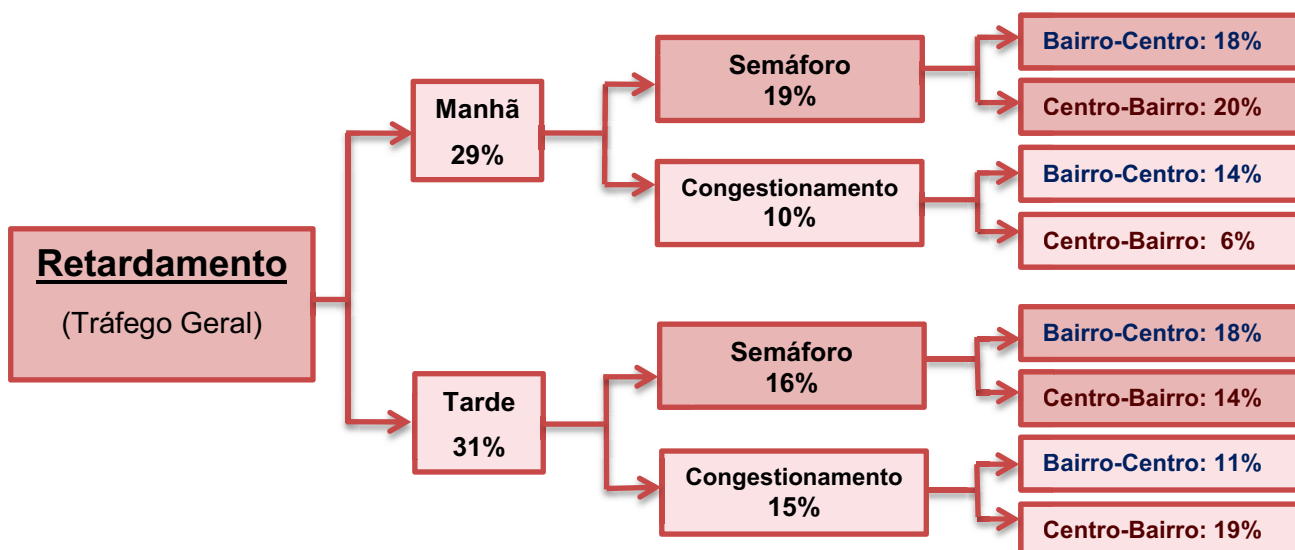 Retardamento
(Tráfego Geral)
Manhã
29%
Semáforo
19%
Bairro-Centro: 18%
Centro-Bairro: 20%
Congestionamento
10%
Bairro-Centro: 14%
Centro-Bairro: 6%
Tarde
31%
Semáforo
16%
Bairro-Centro: 18%
Centro-Bairro: 14%
Congestionamento
15%
Bairro-Centro: 11%
Centro-Bairro: 19%